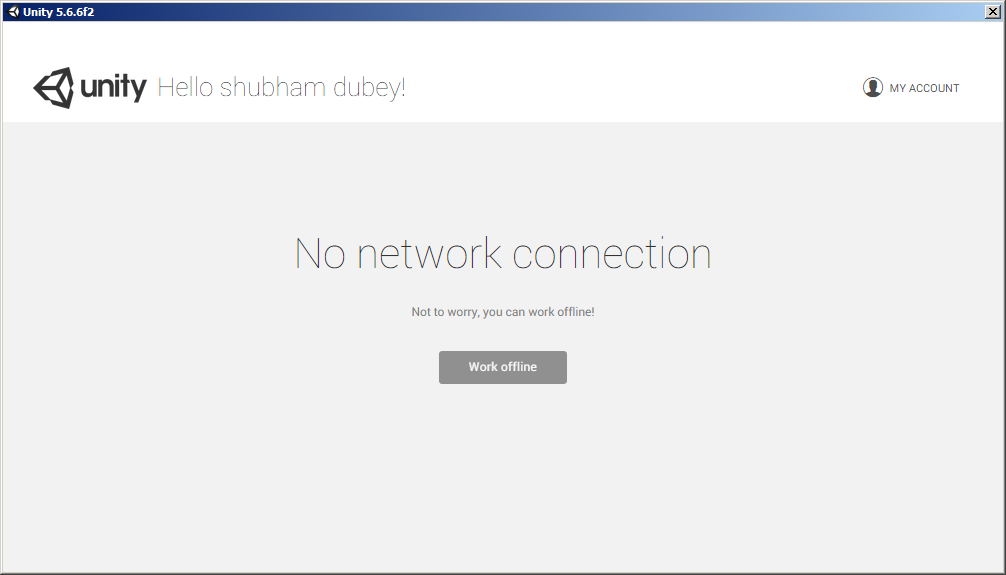 Unity 5.6.6f2
unity Hello shubham dubey!
MY ACCOUNT
No network connection
Not to worry, you can work offline!
Work offline